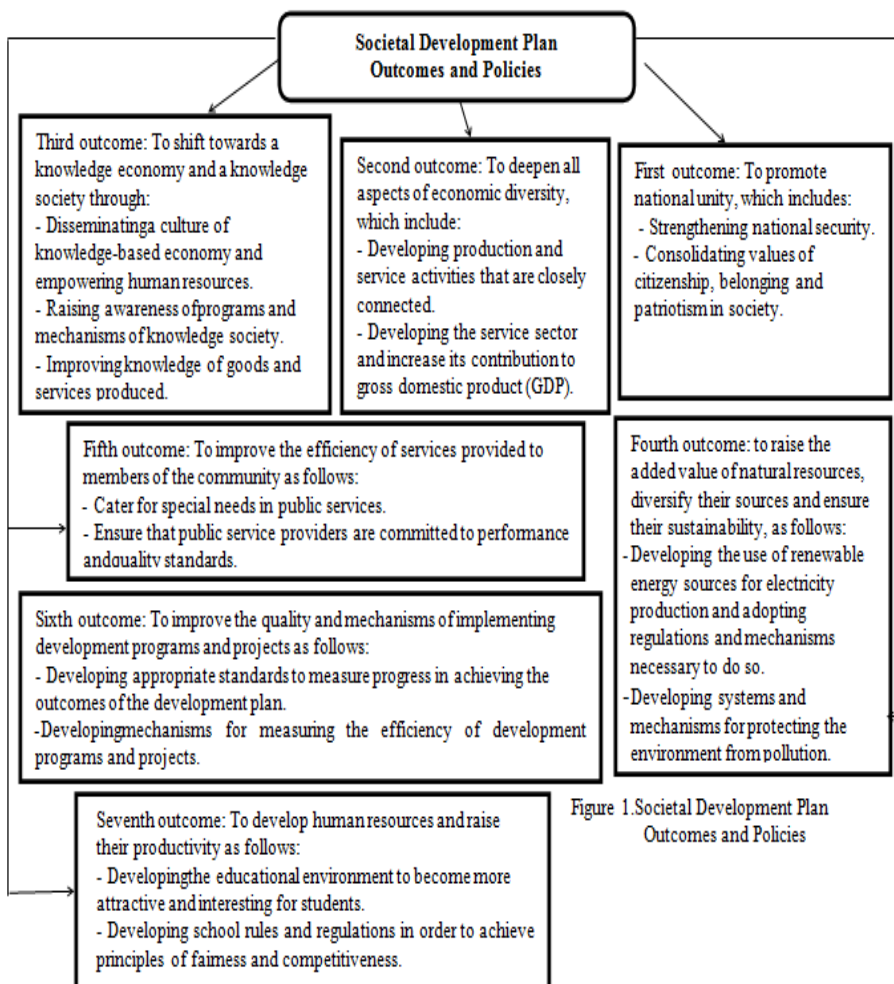 Societal Development Plan
Outcomes and Policies
Third outcome: To shift towards a
knowledge economy and a knowledge
society through:
- Disseminatinga culture of
knowledge-based economy and
empowering human resources.
- Raising awareness ofprograms and
mechanisms of knowledge society.
- Improving knowledge of goods and
services produced.
Second outcome: To deepen all
aspects of economic diversity,
which include:
- Developing production and
service activities that are closely
connected.
- Developing the service sector
and increase its contribution to
gross domestic product (GDP).
First outcome: To promote
national unity, which includes:
- Strengthening national security.
- Consolidating values of
citizenship, belonging and
patriotism in society.
Fifth outcome: To improve the efficiency of services provided to
members of the community as follows:
- Cater for special needs in public services.
- Ensure that public service providers are committed to performance
andquality standards.
Fourth outcome: to raise the
added value of natural resources,
diversify their sources and ensure
their sustainability, as follows:
- Developing the use of renewable
energy sources for electricity
production and adopting
regulations and mechanisms
necessary to do so.
- Developing systems and
mechanisms for protecting the
environment from pollution.
Sixth outcome: To improve the quality and mechanisms of implementing
development programs and projects as follows:
- Developing appropriate standards to measure progress in achieving the
outcomes of the development plan.
-Developingmechanisms for measuring the efficiency of development
programs and projects.
Seventh outcome: To develop human resources and raise
their productivity as follows:
- Developingthe educational environment to become more
attractive and interesting for students.
- Developing school rules and regulations in order to achieve
principles of fairness and competitiveness.
Figure 1.Societal Development Plan
Outcomes and Policies